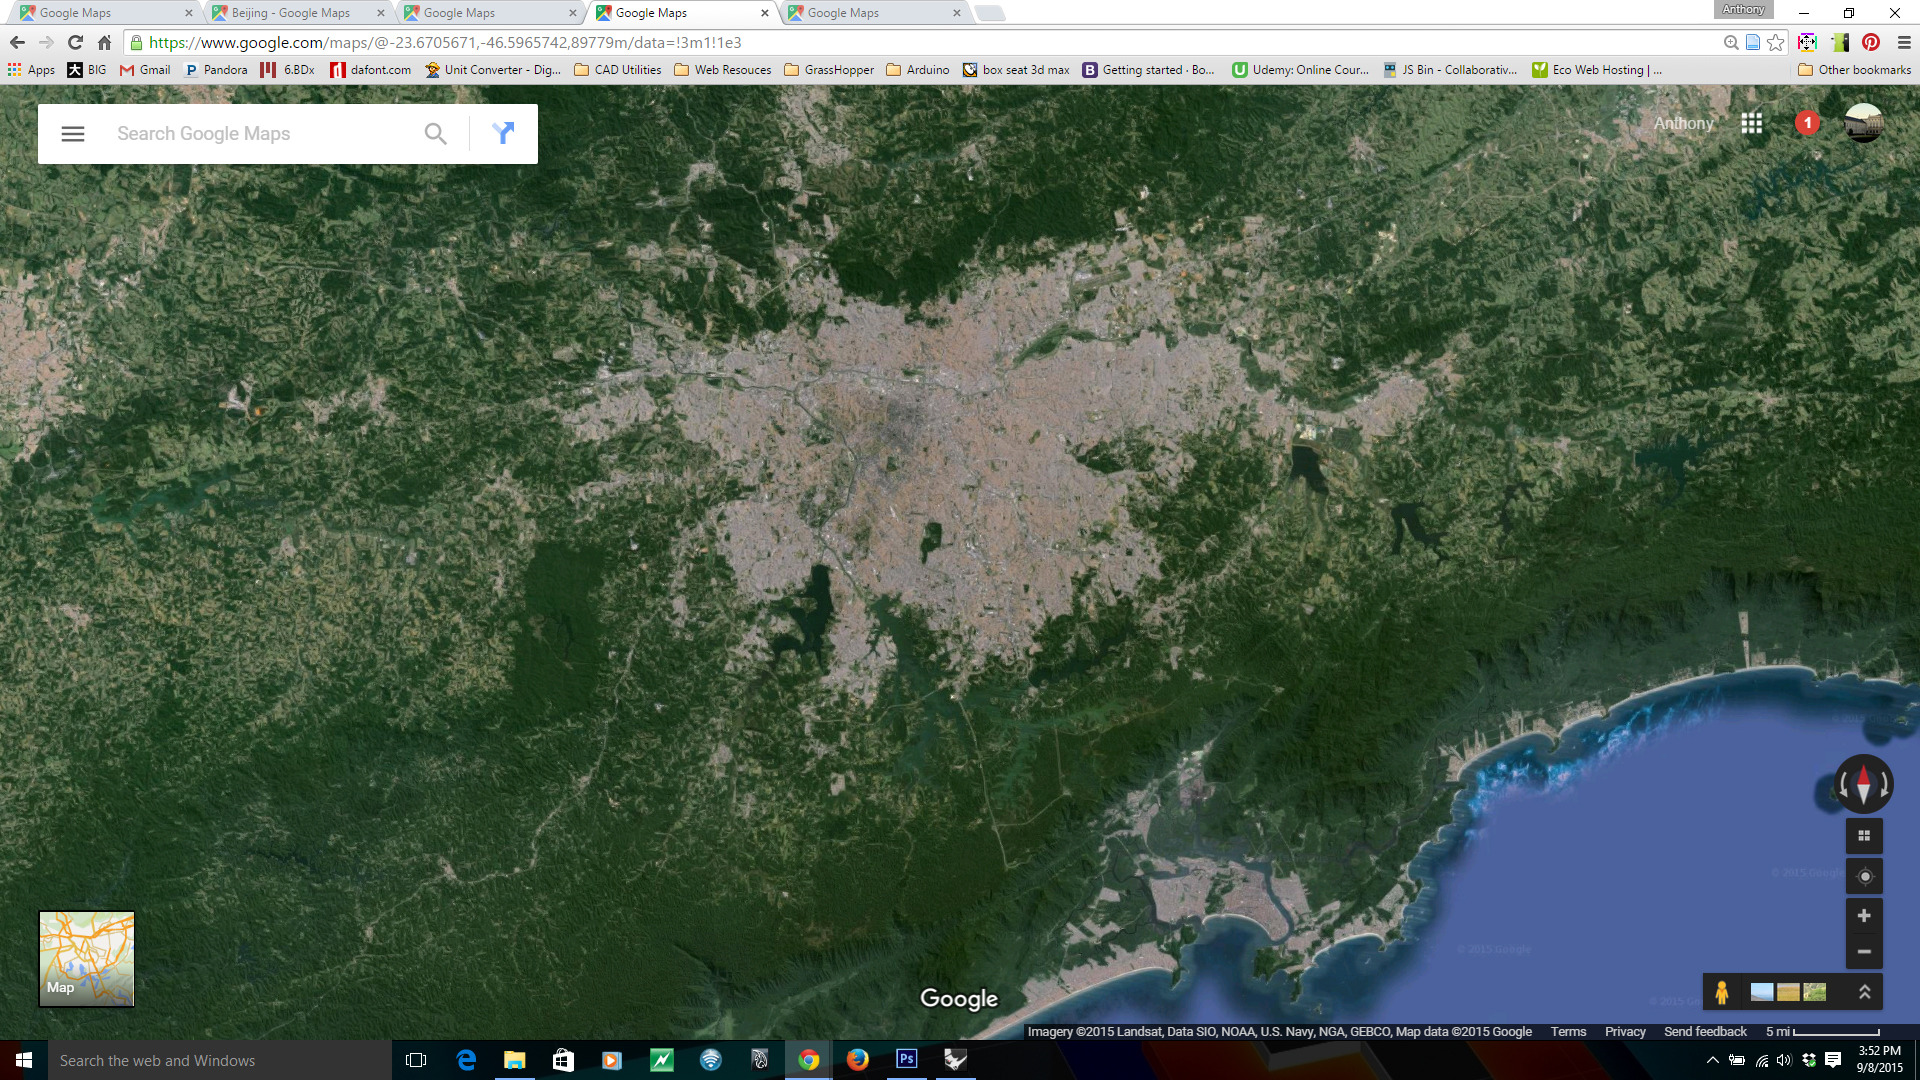 Google Maps
Beijing - Google Maps
Google Maps
Google Maps
Google Maps
Anthony
https://www.google.com/maps/@-23.6705671,-46.5965742,89779m/data=!3m1!1e3
Apps
BIG
Gmail
Pandora
6.BDx
dafont.com
Unit Converter - Dig...
CAD Utilities
Web Resouces
GrassHopper
Arduino
box seat 3d max
Getting started · Bo...
Udemy: Online Cour...
JS Bin - Collaborativ...
Eco Web Hosting | ...
Other bookmarks
Search Google Maps
Anthony
1
Map
Google
© 2015 Google
Imagery ©2015 Landsat, Data SIO, NOAA, U.S. Navy, NGA, GEBCO, Map data ©2015 Google
Terms
Privacy
Send feedback
5 mi
Search the web and Windows
Ps
3:52 PM
9/8/2015